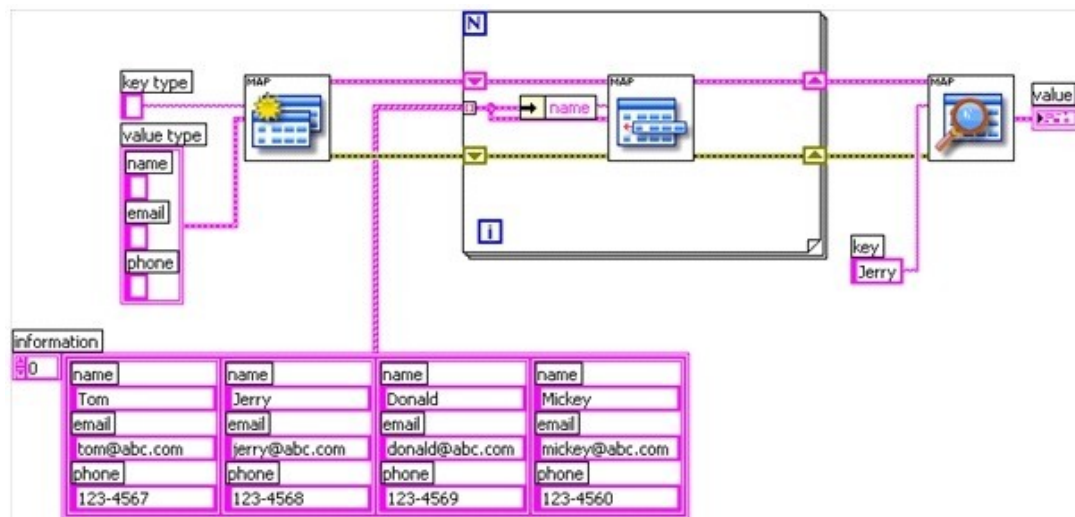 N
key type
MAP
MAP
MAP
name
value
value type
name
email
phone
i
key
Jerry
information
0
name name name name
Tom Jerry Donald Mickey
email email email email
tom@abc.com jerry@abc.com donald@abc.com mickey@abc.com
phone phone phone phone
123-4567 123-4568 123-4569 123-4560